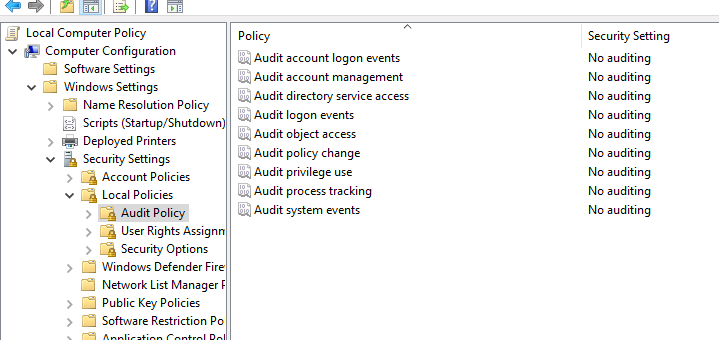 Local Computer Policy
Computer Configuration
Software Settings
Windows Settings
Name Resolution Policy
Scripts (Startup/Shutdown)
Deployed Printers
Security Settings
Account Policies
Local Policies
Audit Policy
User Rights Assignm
Security Options
Windows Defender Fire
Network List Manager P
Public Key Policies
Software Restriction Po
Application Control Pol
Policy Security Setting
Audit account logon events No auditing
Audit account management No auditing
Audit directory service access No auditing
Audit logon events No auditing
Audit object access No auditing
Audit policy change No auditing
Audit privilege use No auditing
Audit process tracking No auditing
Audit system events No auditing